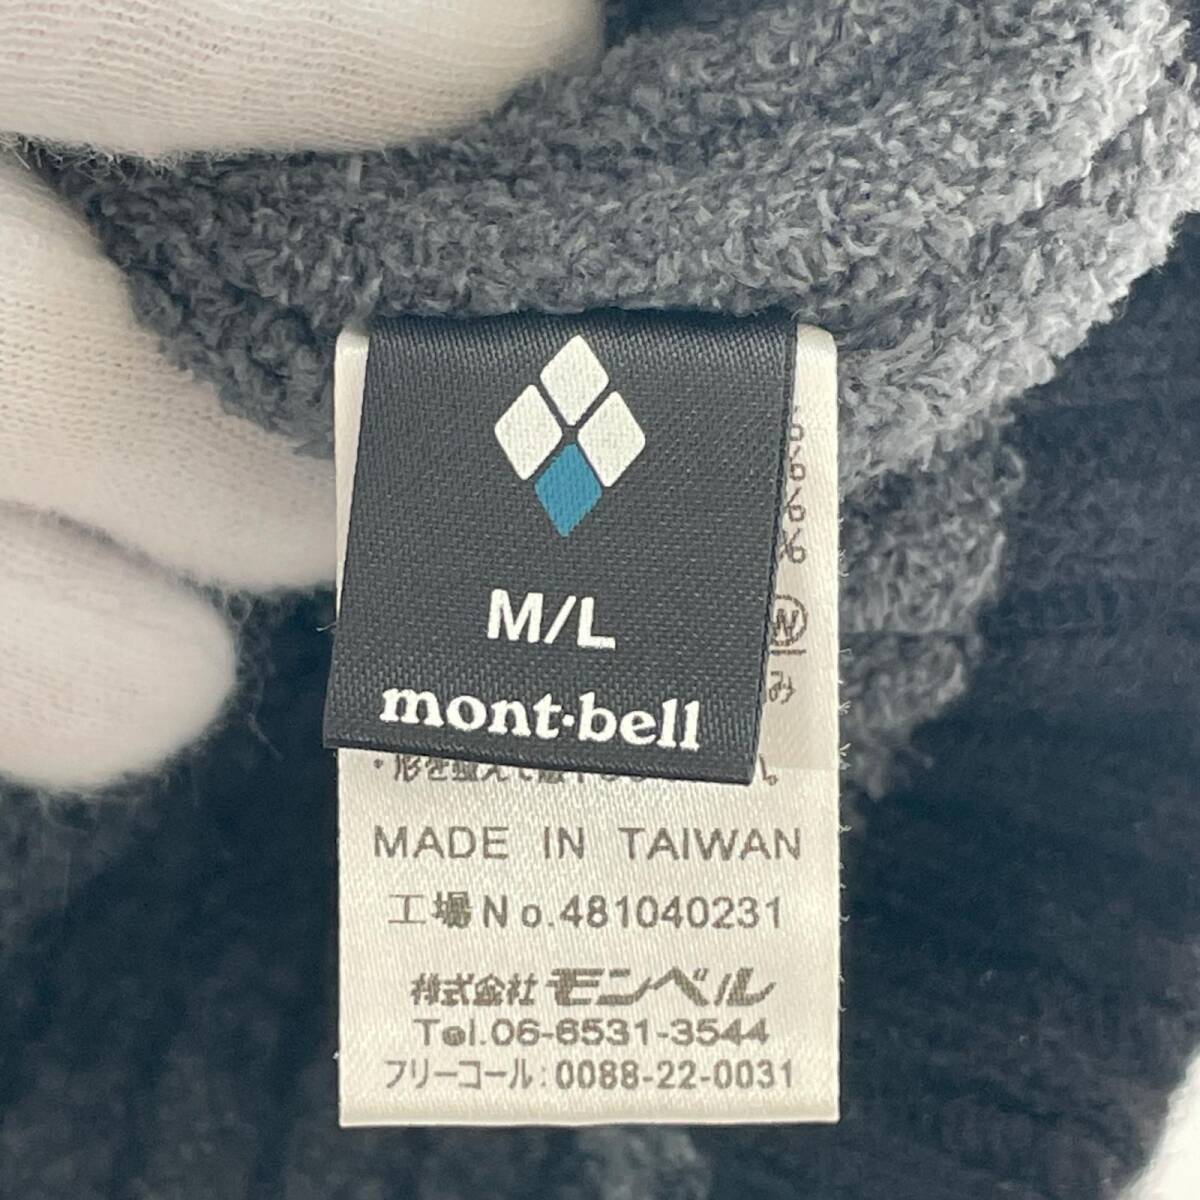 M/L
mont·bell
MADE IN TAIWAN
工場No.481040231
株式会社モンベル
Tel.06-6531-3544
フリーコール:0088-22-0031